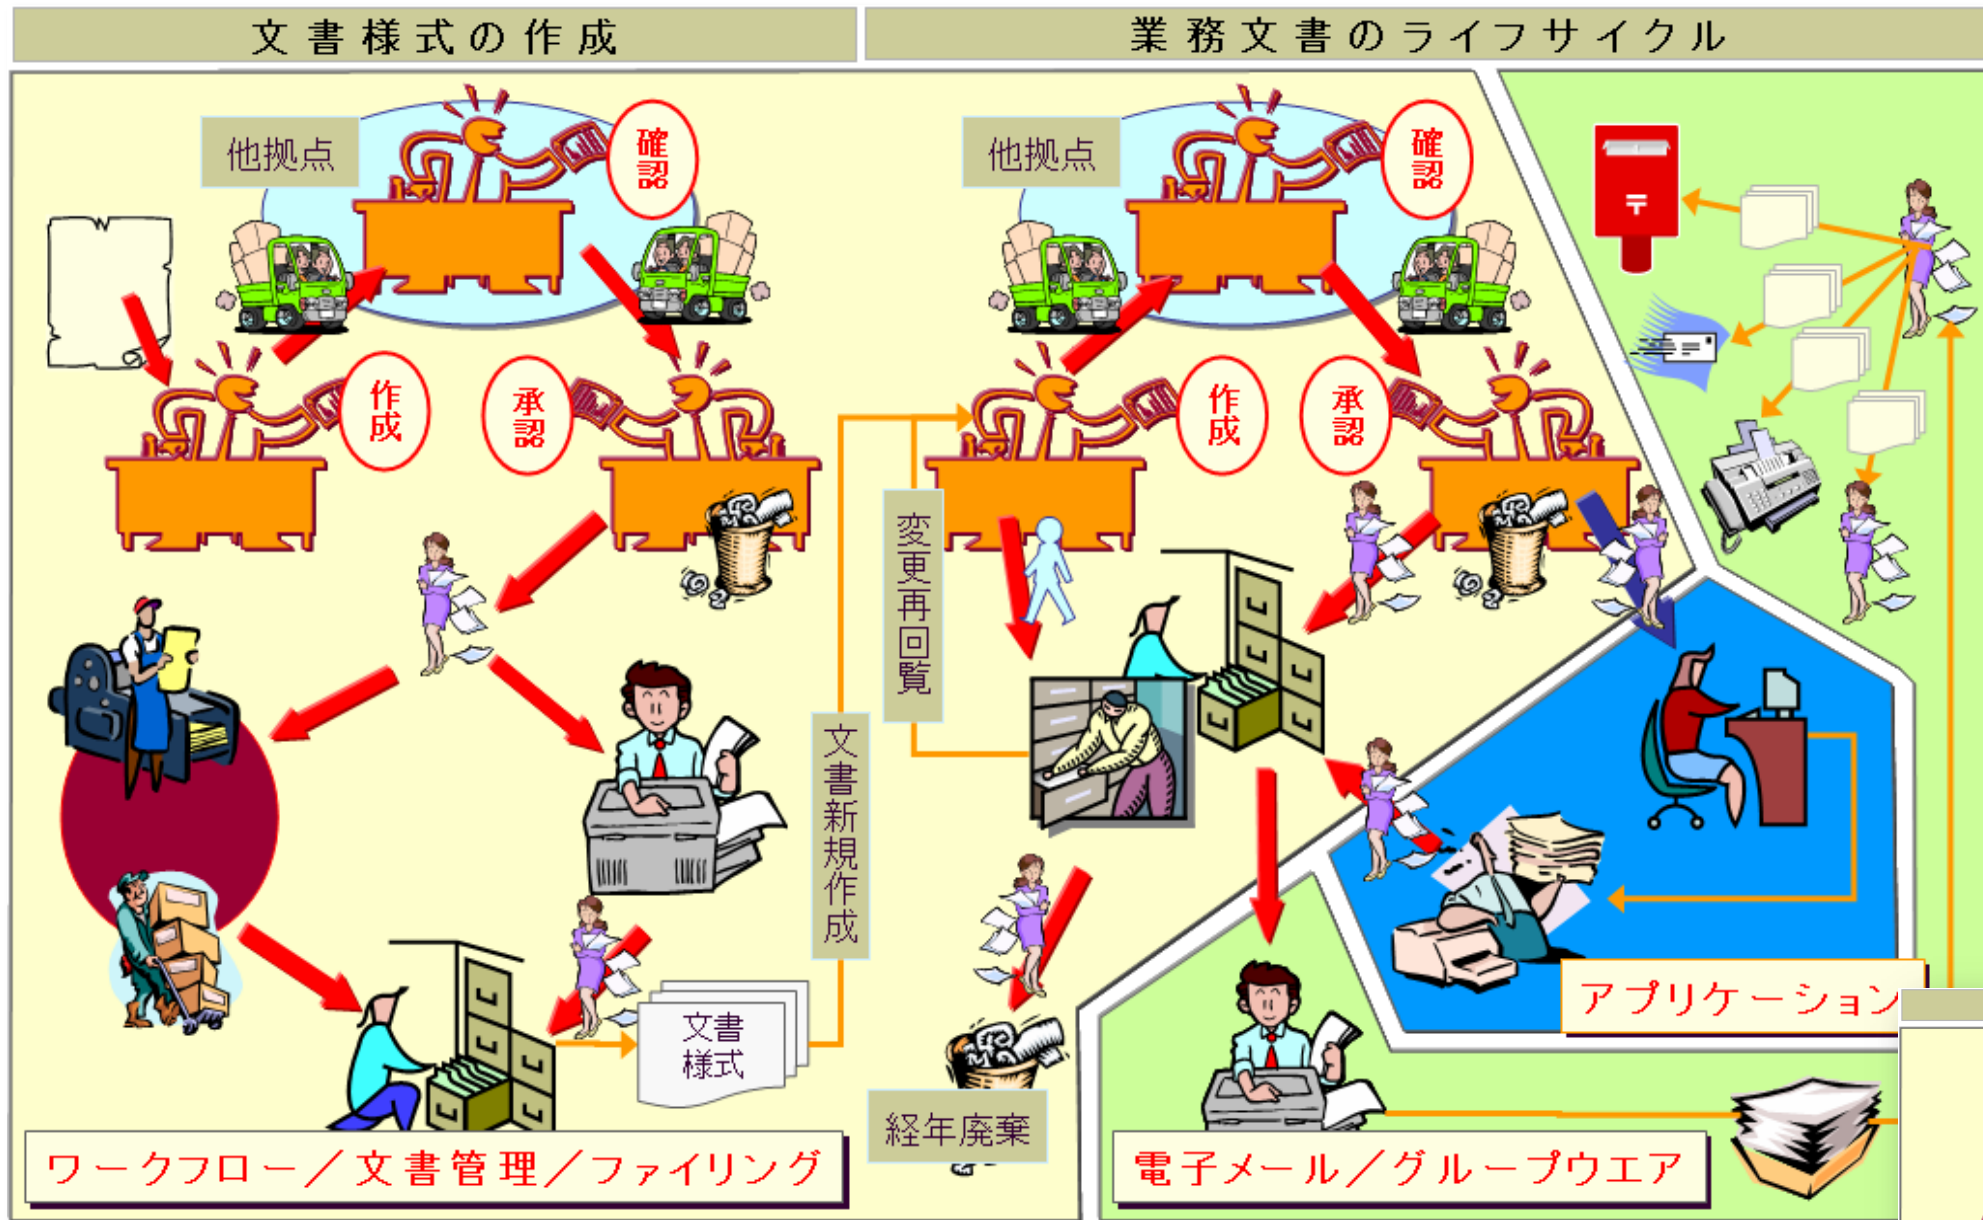 文書様式の作成
業務文書のライフサイクル
他拠点
確認
作成
承認
文書新規作成
文書
様式
ワークフロー／文書管理／ファイリング
他拠点
確認
作成
承認
変更再回覧
経年廃棄
〒
アプリケーション
電子メール／グループウエア